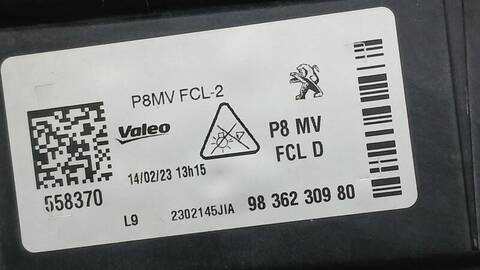 P8MV FCL-2
Valeo
P8 MV
FCL D
14/02/23 13h15
558370
L9
2302145JIA
98 362 309 80